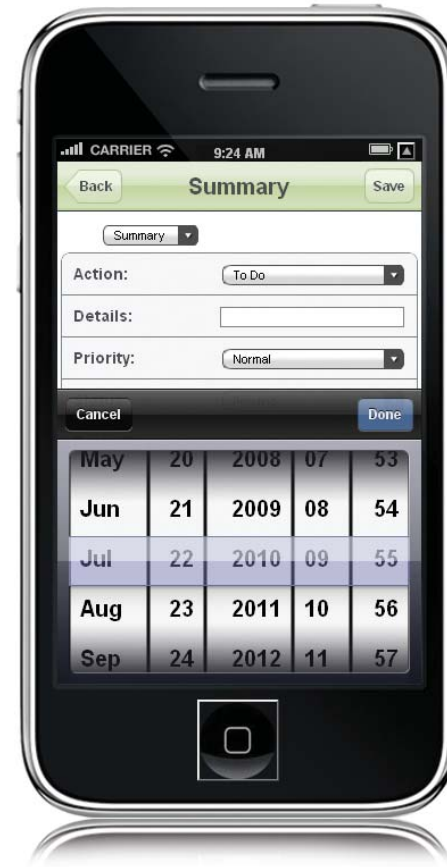 CARRIER 9:24 AM
Back Summary Save
Summary
Action: To Do
Details:
Priority: Normal
Cancel Done
May 20 2008 07 53
Jun 21 2009 08 54
Jul 22 2010 09 55
Aug 23 2011 10 56
Sep 24 2012 11 57